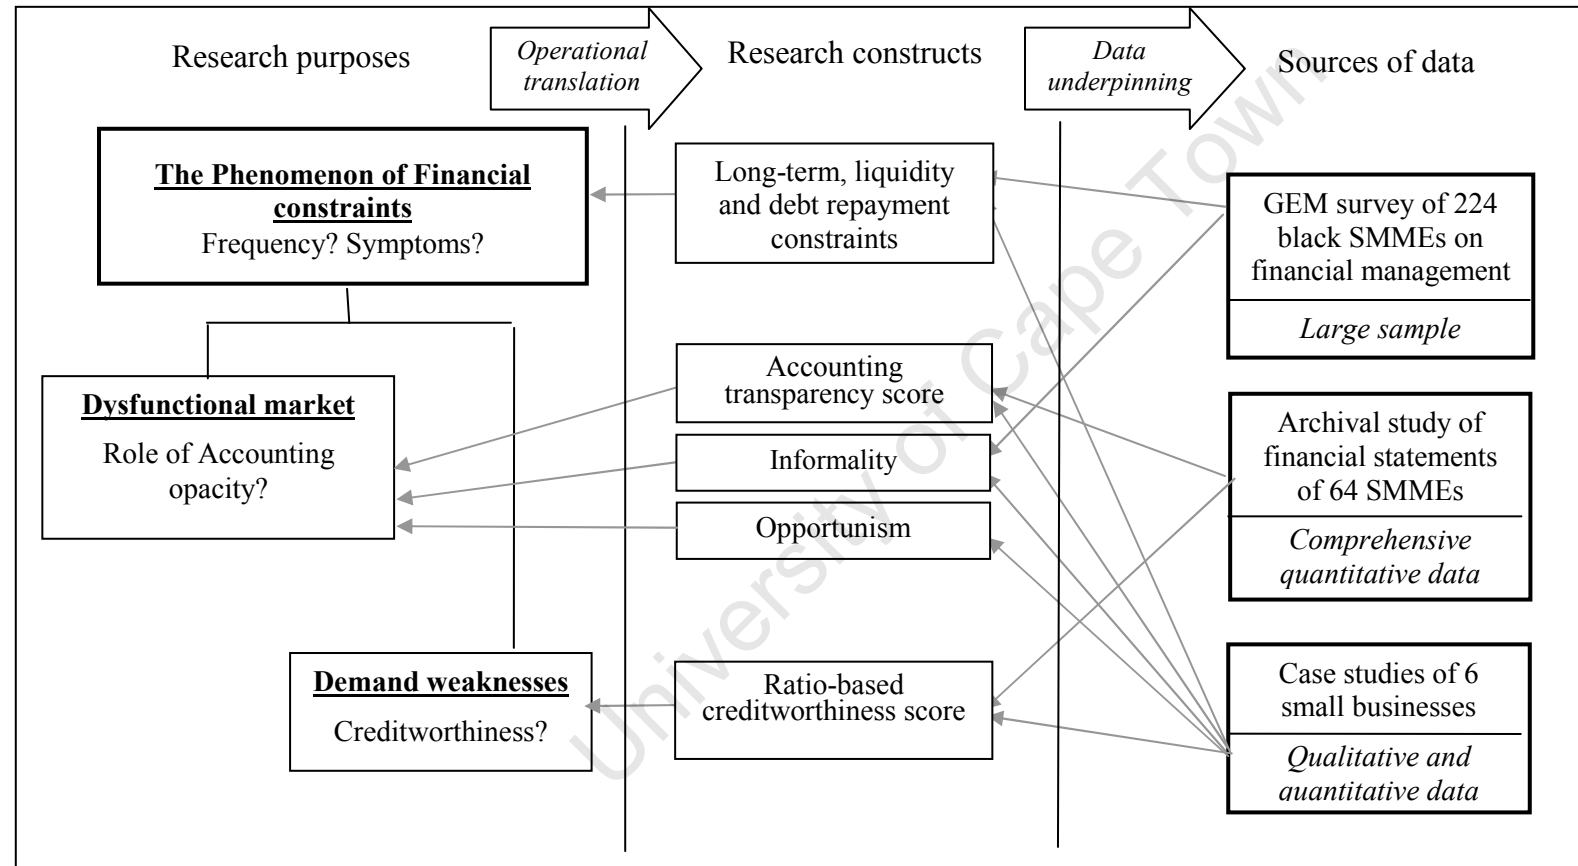 Research purposes
Operational
translation
Research constructs
Data
underpinning
Sources of data
The Phenomenon of Financial
constraints
Frequency? Symptoms?
Long-term, liquidity
and debt repayment
constraints
GEM survey of 224
black SMMEs on
financial management
Large sample
Dysfunctional market
Role of Accounting
opacity?
Accounting
transparency score
Informality
Opportunism
Archival study of
financial statements
of 64 SMMEs
Comprehensive
quantitative data
Demand weaknesses
Creditworthiness?
Ratio-based
creditworthiness score
Case studies of 6
small businesses
Qualitative and
quantitative data
University of Cape Town